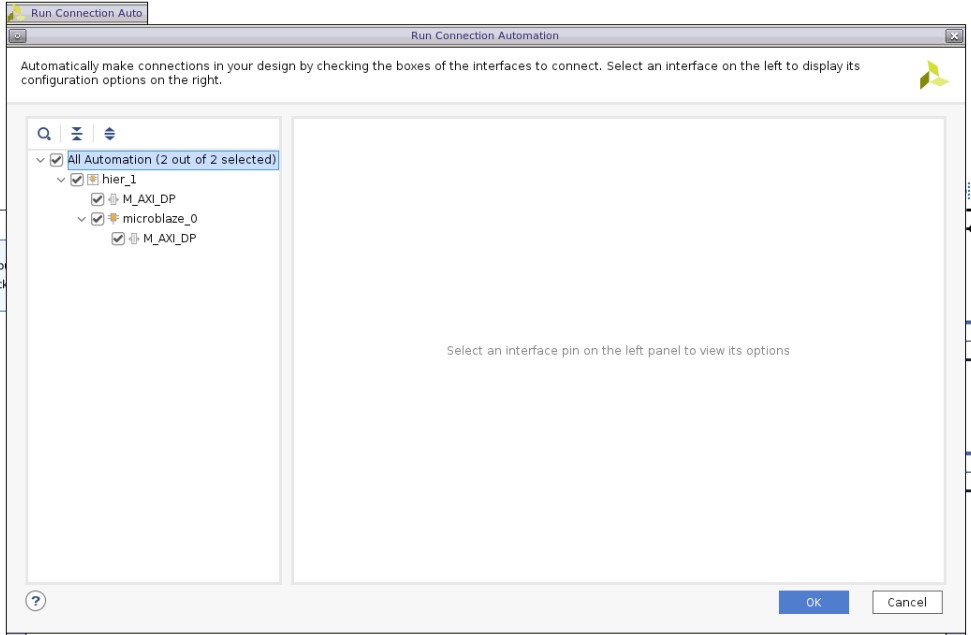 Run Connection Auto
Run Connection Automation
Automatically make connections in your design by checking the boxes of the interfaces to connect. Select an interface on the left to display its
configuration options on the right.
All Automation (2 out of 2 selected)
hier_1
M_AXI_DP
microblaze_0
M_AXI_DP
Select an interface pin on the left panel to view its options
?
OK
Cancel